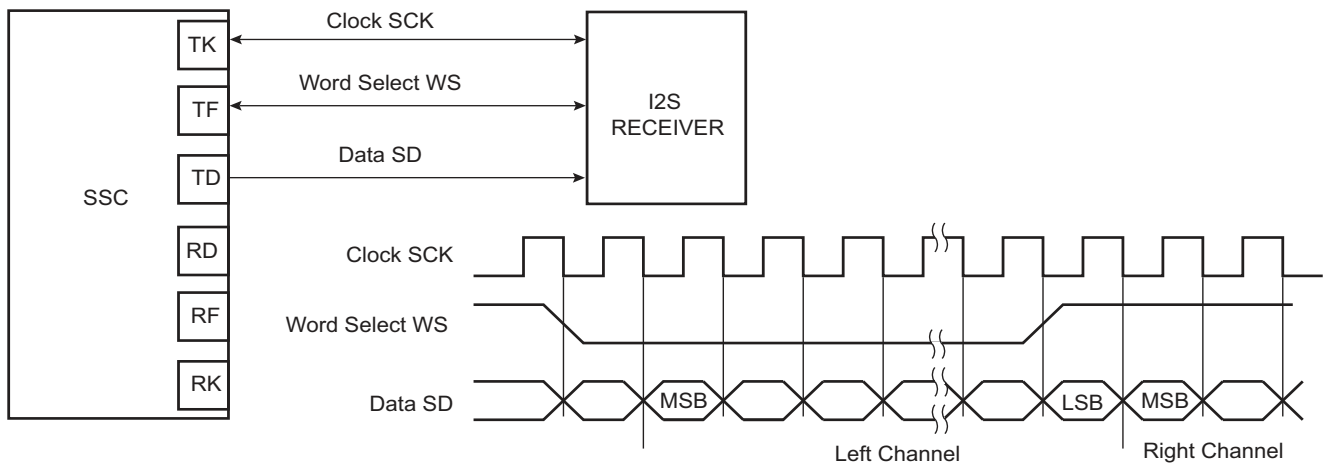 Clock SCK
TK
Word Select WS
TF
I2S
RECEIVER
Data SD
TD
SSC
RD
Clock SCK
RF
Word Select WS
RK
Data SD
MSB
LSB
MSB
Left Channel
Right Channel